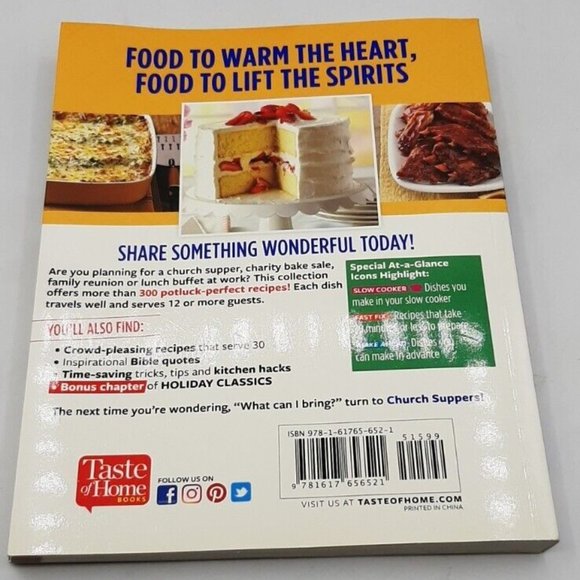 FOOD TO WARM THE HEART,
FOOD TO LIFT THE SPIRITS
SHARE SOMETHING WONDERFUL TODAY!
Are you planning for a church supper, charity bake sale,
family reunion or lunch buffet at work? This collection
offers more than 300 potluck-perfect recipes! Each dish
travels well and serves 12 or more guests.
YOU'LL ALSO FIND:
• Crowd-pleasing recipes that serve 30
• Inspirational Bible quotes
• Time-saving tricks, tips and kitchen hacks
• Bonus chapter of HOLIDAY CLASSICS
Special At-a-Glance
Icons Highlight:
SLOW COOKER Dishes you
make in your slow cooker
FAST FIX Recipes that take
minutes or less to prepare
MAKE AHEAD Dishes
can make in advance
The next time you're wondering, "What can I bring?" turn to Church Suppers!
Taste
of Home
BOOKS
FOLLOW US ON
ISBN 978-1-61765-652-1
51599
9 781617 656521
VISIT US AT TASTEOFHOME.COM
PRINTED IN CHINA